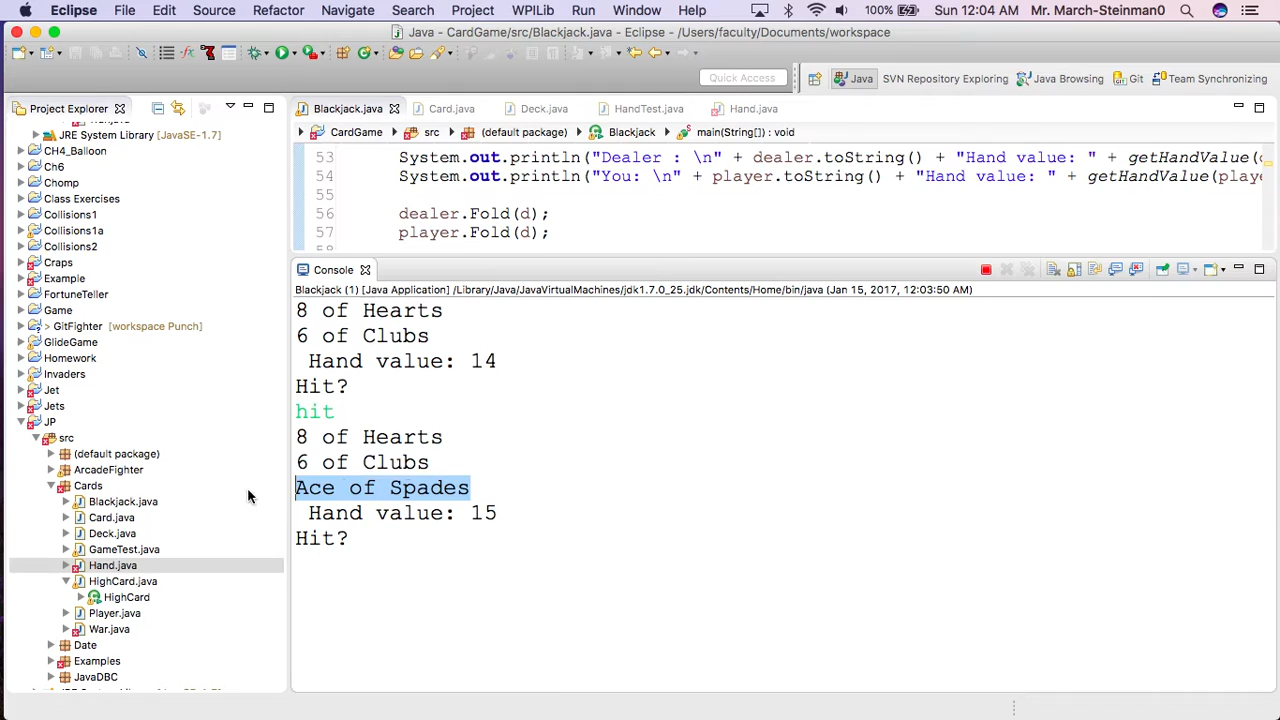 Eclipse File Edit Source Refactor Navigate Search Project WPILib Run Window Help 100% Sun 12:04 AM Mr. March-Steinman0
Java - CardGame/src/Blackjack.java - Eclipse - /Users/faculty/Documents/workspace
Quick Access Java SVN Repository Exploring Java Browsing Git Team Synchronizing
Project Explorer
JRE System Library [JavaSE-1.7]
CH4_Balloon
Ch6
Chomp
Class Exercises
Collisions1
Collisions1a
Collisions2
Craps
Example
FortuneTeller
Game
> GitFighter [workspace Punch]
GlideGame
Homework
Invaders
Jet
Jets
JP
src
(default package)
ArcadeFighter
Cards
Blackjack.java
Card.java
Deck.java
GameTest.java
Hand.java
HighCard.java
HighCard
Player.java
War.java
Date
Examples
JavaDBC
Blackjack.java Card.java Deck.java HandTest.java Hand.java
CardGame src (default package) Blackjack main(String[]) : void
53 System.out.println("Dealer : \n" + dealer.toString() + "Hand value: " + getHandValue(
54 System.out.println("You: \n" + player.toString() + "Hand value: " + getHandValue(playe
55
56 dealer.Fold(d);
57 player.Fold(d);
Console
Blackjack (1) [Java Application] /Library/Java/JavaVirtualMachines/jdk1.7.0_25.jdk/Contents/Home/bin/java (Jan 15, 2017, 12:03:50 AM)
8 of Hearts
6 of Clubs
Hand value: 14
Hit?
hit
8 of Hearts
6 of Clubs
Ace of Spades
Hand value: 15
Hit?